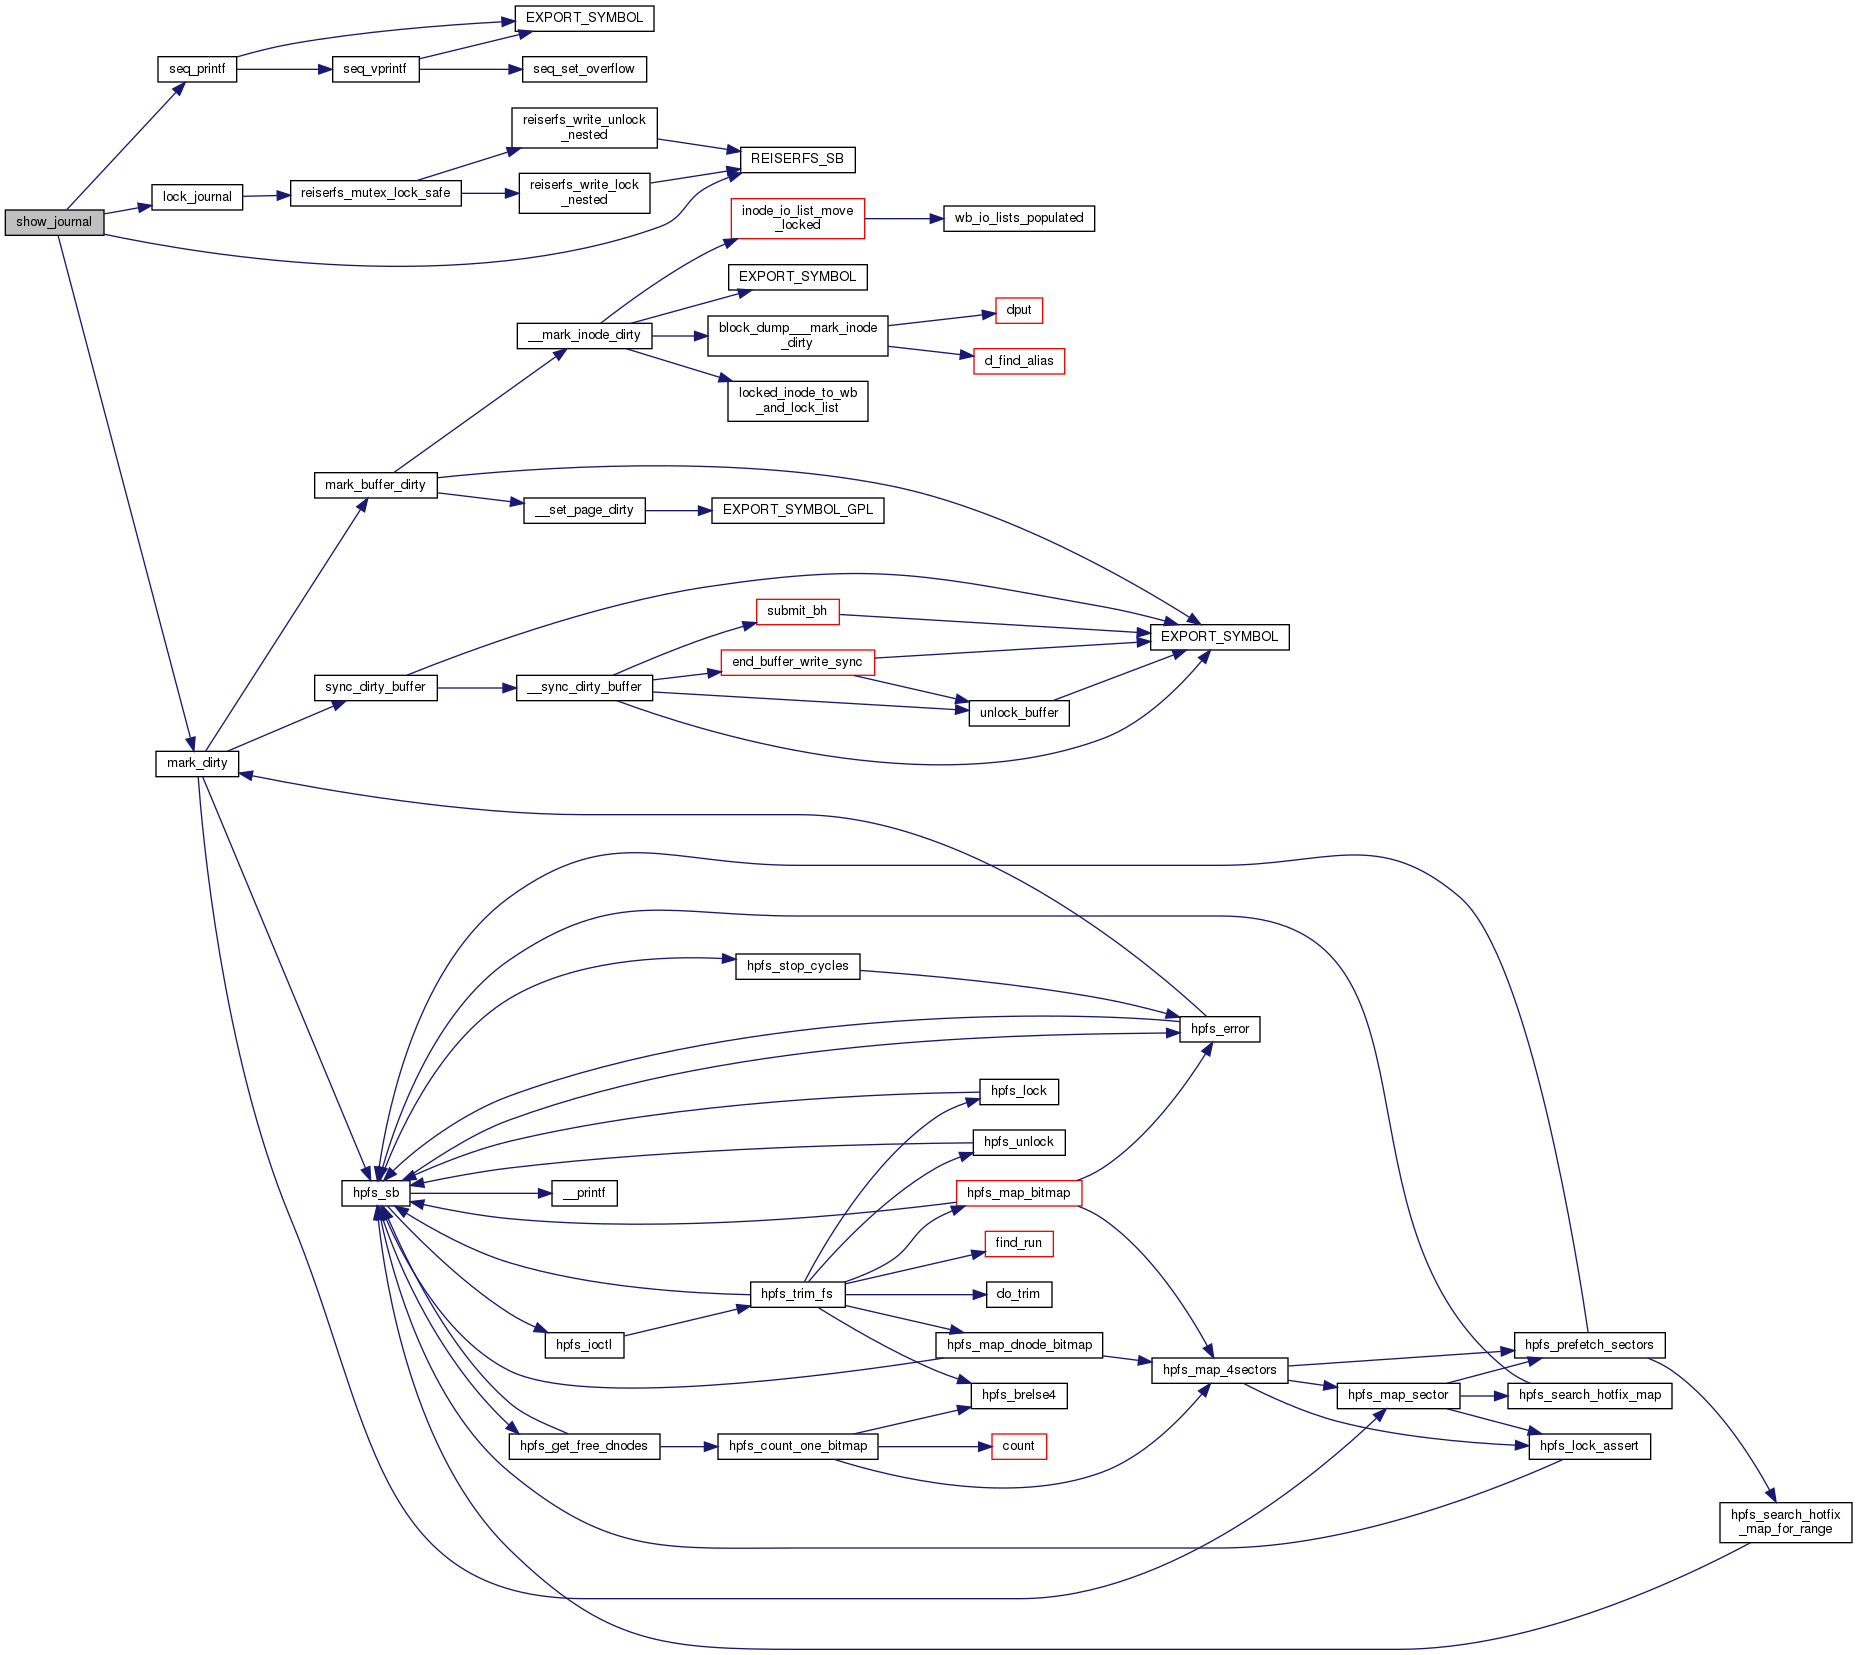 EXPORT_SYMBOL
seq_printf
seq_vprintf
seq_set_overflow
reiserfs_write_unlock
_nested
REISERFS_SB
reiserfs_write_lock
_nested
lock_journal
reiserfs_mutex_lock_safe
show_journal
inode_io_list_move
_locked
wb_io_lists_populated
EXPORT_SYMBOL
__mark_inode_dirty
block_dump___mark_inode
_dirty
dput
d_find_alias
locked_inode_to_wb
_and_lock_list
mark_buffer_dirty
__set_page_dirty
EXPORT_SYMBOL_GPL
submit_bh
EXPORT_SYMBOL
end_buffer_write_sync
sync_dirty_buffer
__sync_dirty_buffer
unlock_buffer
mark_dirty
hpfs_stop_cycles
hpfs_error
hpfs_lock
hpfs_unlock
hpfs_sb
__printf
hpfs_map_bitmap
find_run
hpfs_trim_fs
do_trim
hpfs_ioctl
hpfs_map_dnode_bitmap
hpfs_prefetch_sectors
hpfs_map_4sectors
hpfs_brelse4
hpfs_map_sector
hpfs_search_hotfix_map
hpfs_get_free_dnodes
hpfs_count_one_bitmap
count
hpfs_lock_assert
hpfs_search_hotfix
_map_for_range